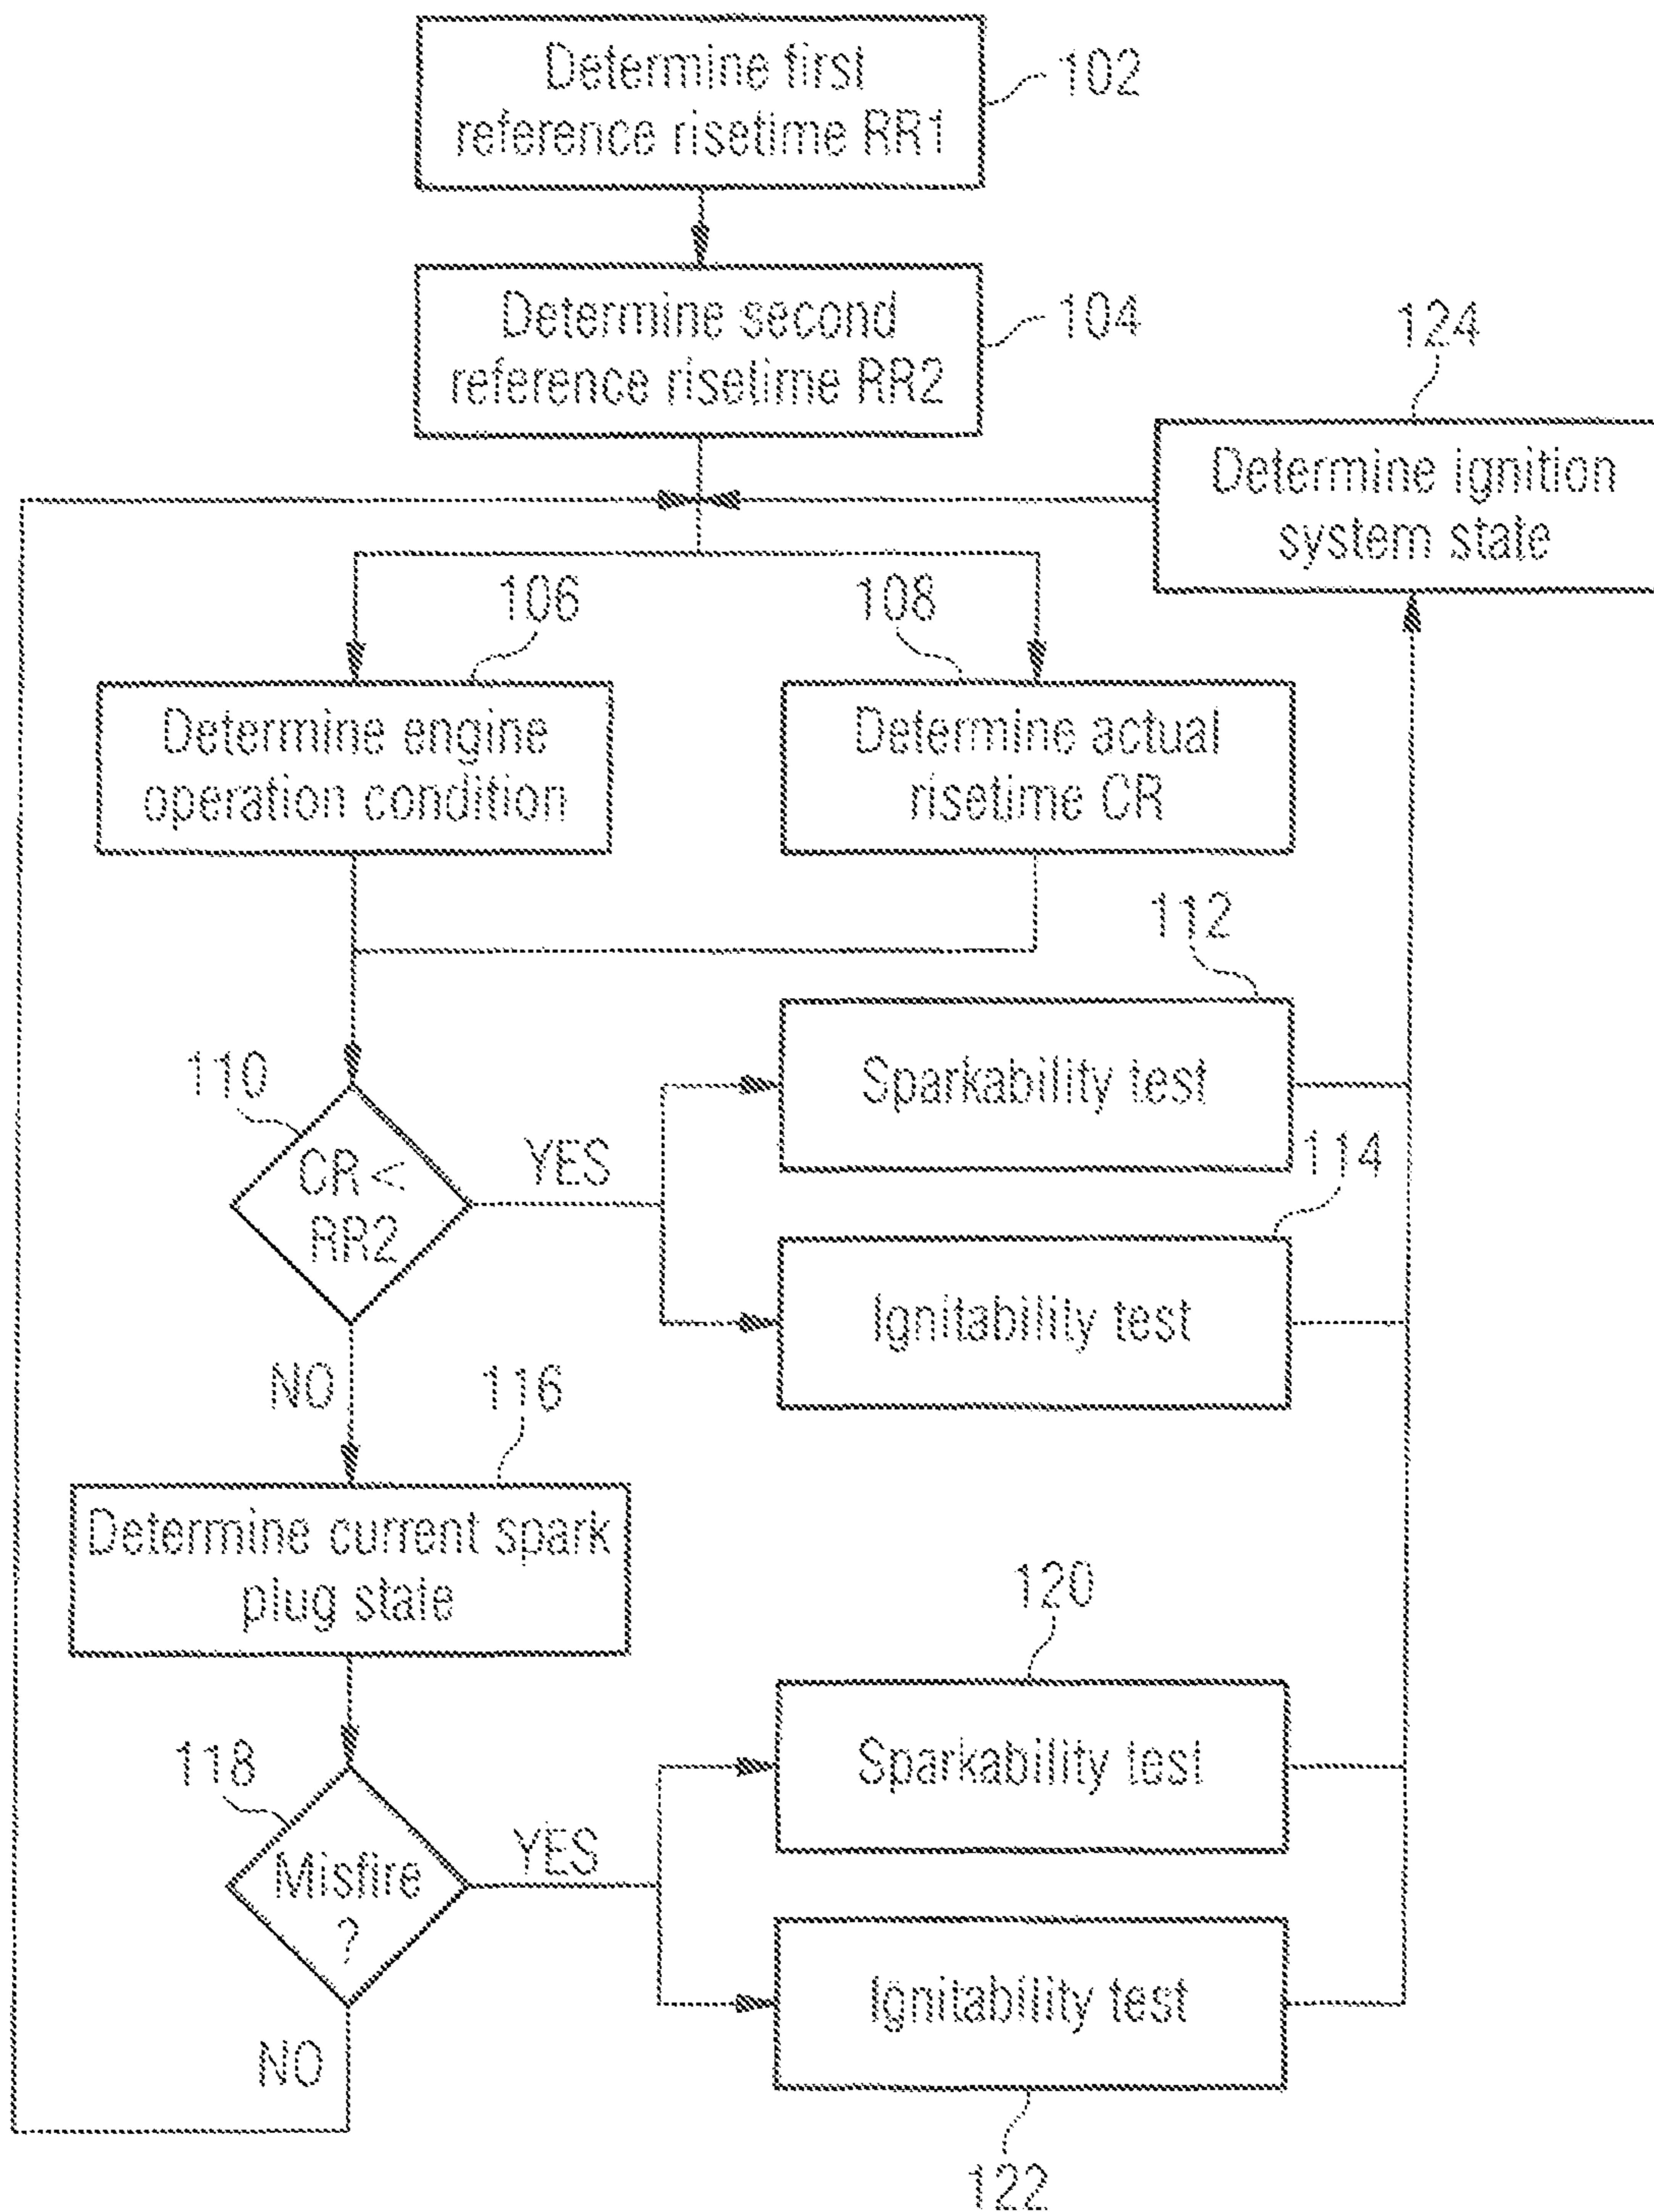 Determine first
reference risetime RR1
102
Determine second
reference risetime RR2
104
124
Determine ignition
system state
106
108
Determine engine
operation condition
Determine actual
risetime CR
112
110
Sparkability test
CR <
RR2
YES
114
Ignitability test
NO
116
Determine current spark
plug state
120
118
Sparkability test
Misfire
?
YES
Ignitability test
NO
122